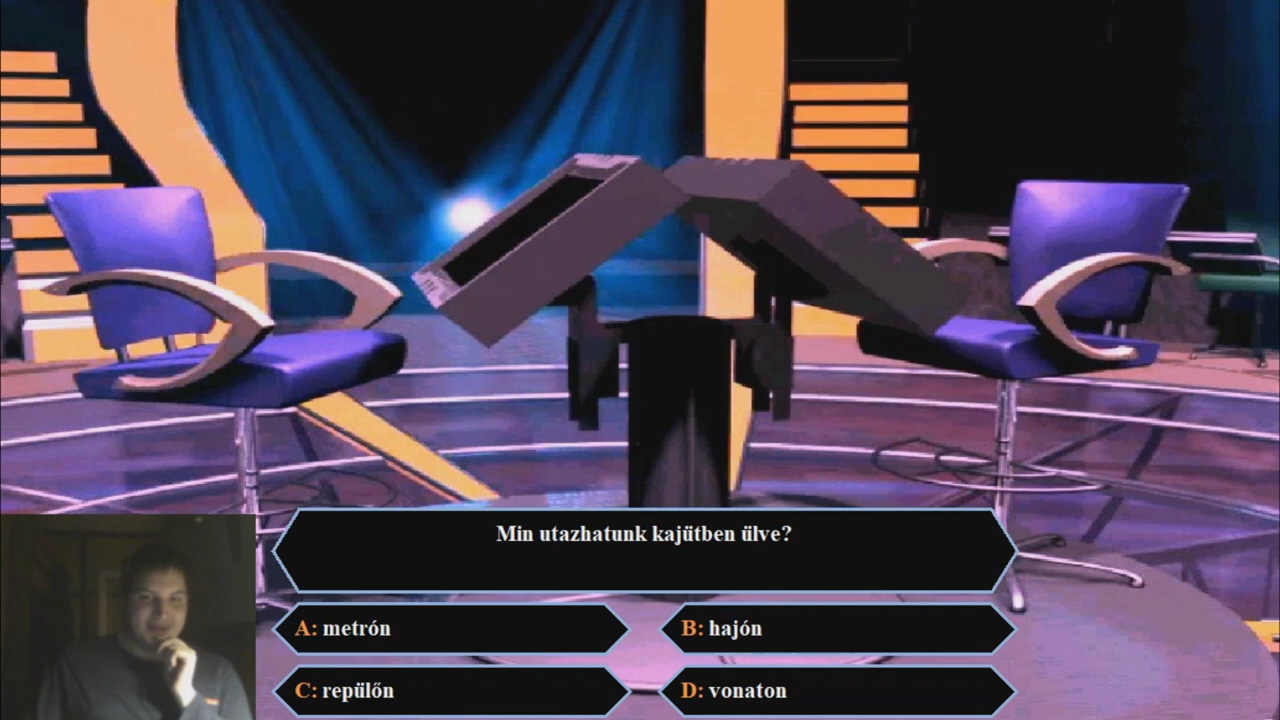 Min utazhatunk kajütben ülve?
A: metrón
B: hajón
C: repülőn
D: vonaton